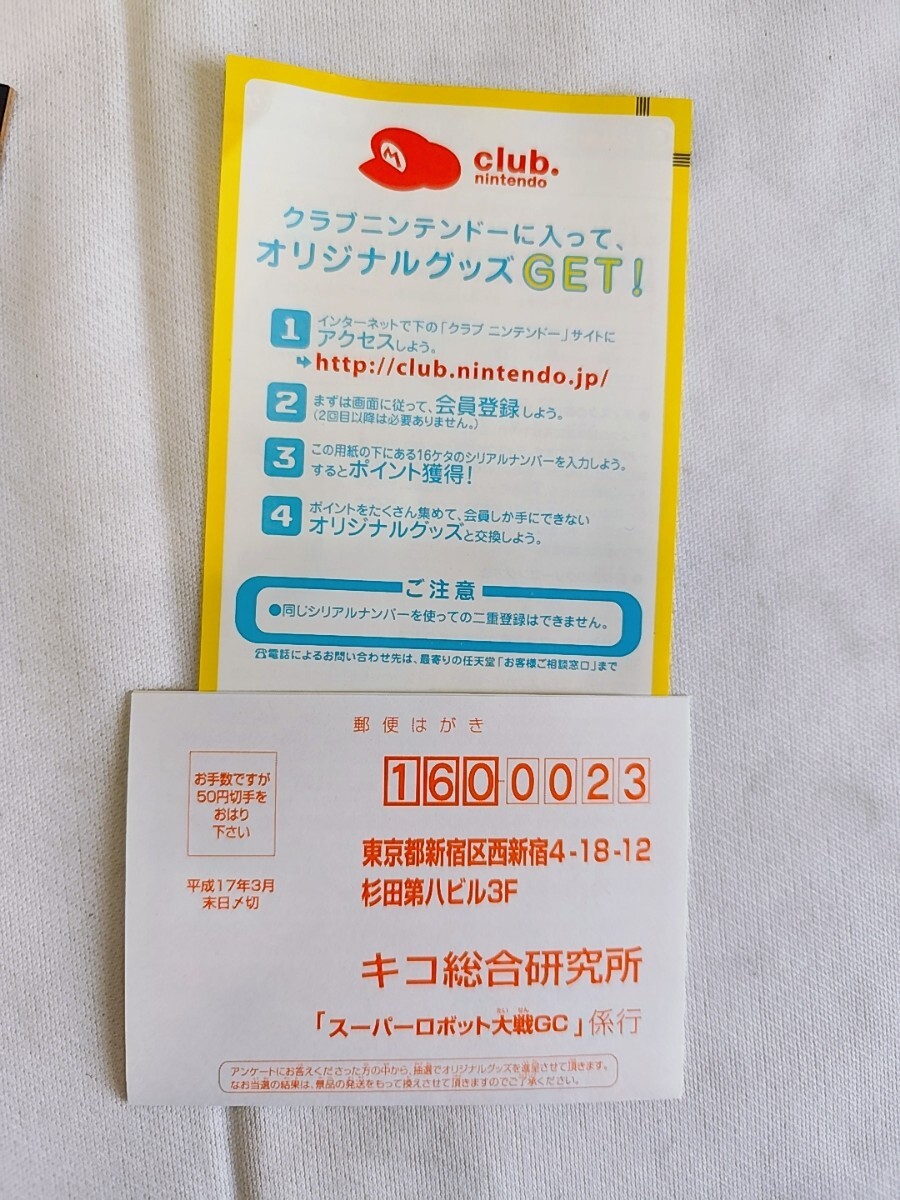 M
club.
nintendo
クラブニンテンドーに入って、
オリジナルグッズGET!
1 インターネットで下の「クラブ ニンテンドー」サイトに
アクセスしよう。
➡http://club.nintendo.jp/
2 まずは画面に従って、会員登録しよう。
(2回目以降は必要ありません。)
3 この用紙の下にある16ケタのシリアルナンバーを入力しよう。
するとポイント獲得!
4 ポイントをたくさん集めて、会員しか手にできない
オリジナルグッズと交換しよう。
ご注意
●同じシリアルナンバーを使っての二重登録はできません。
☎電話によるお問い合わせ先は、最寄りの任天堂「お客様ご相談窓口」まで
郵便はがき
160-0023
お手数ですが
50円切手を
おはり
下さい
平成17年3月
末日〆切
東京都新宿区西新宿4-18-12
杉田第八ビル3F
キコ総合研究所
たいせん
「スーパーロボット大戦GC」係行
アンケートにお答えくださった方の中から、抽選でオリジナルグッズを進呈させて頂きます。
なお当選の結果は、景品の発送をもって換えさせて頂きますのでご了承ください。